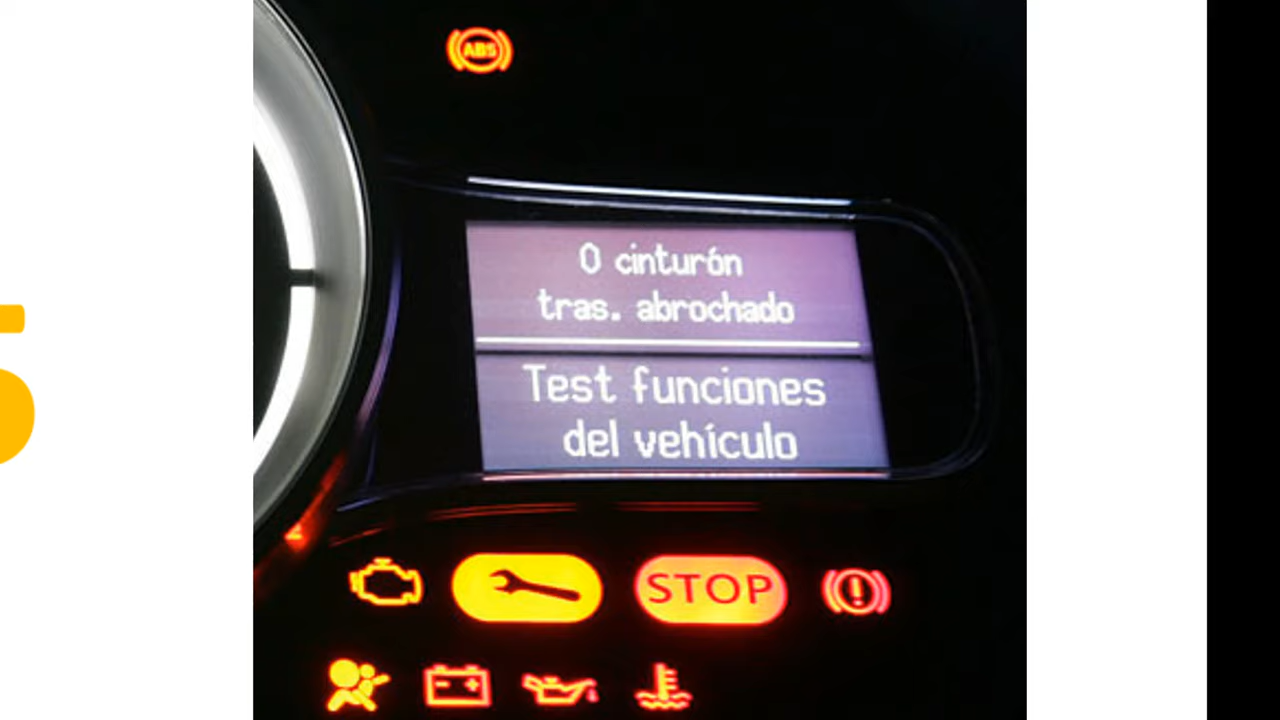 ABS
0 cinturón
tras. abrochado
Test funciones
del vehículo
STOP